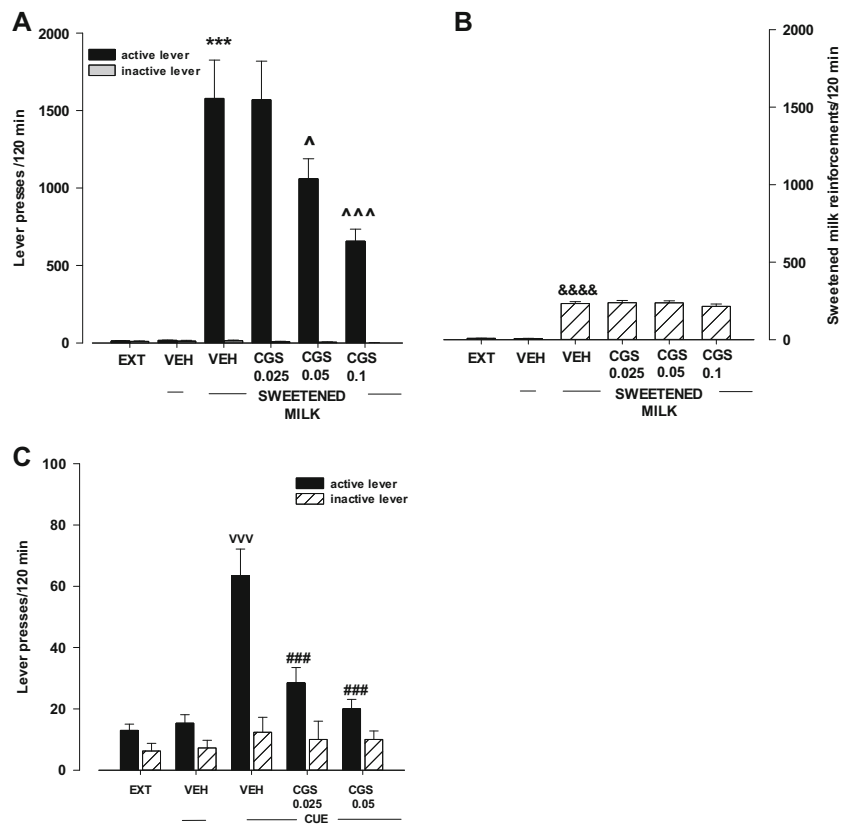 A
2000
1500
1000
500
0
Lever presses /120 min
active lever
inactive lever
***
^
^^^
EXT VEH VEH CGS CGS CGS
0.025 0.05 0.1
SWEETENED
MILK
B
2000
1500
1000
500
0
Sweetened milk reinforcements/120 min
&&&&
EXT VEH VEH CGS CGS CGS
0.025 0.05 0.1
SWEETENED
MILK
C
100
80
60
40
20
0
Lever presses/120 min
active lever
inactive lever
vvv
###
###
EXT VEH VEH CGS CGS
0.025 0.05
CUE